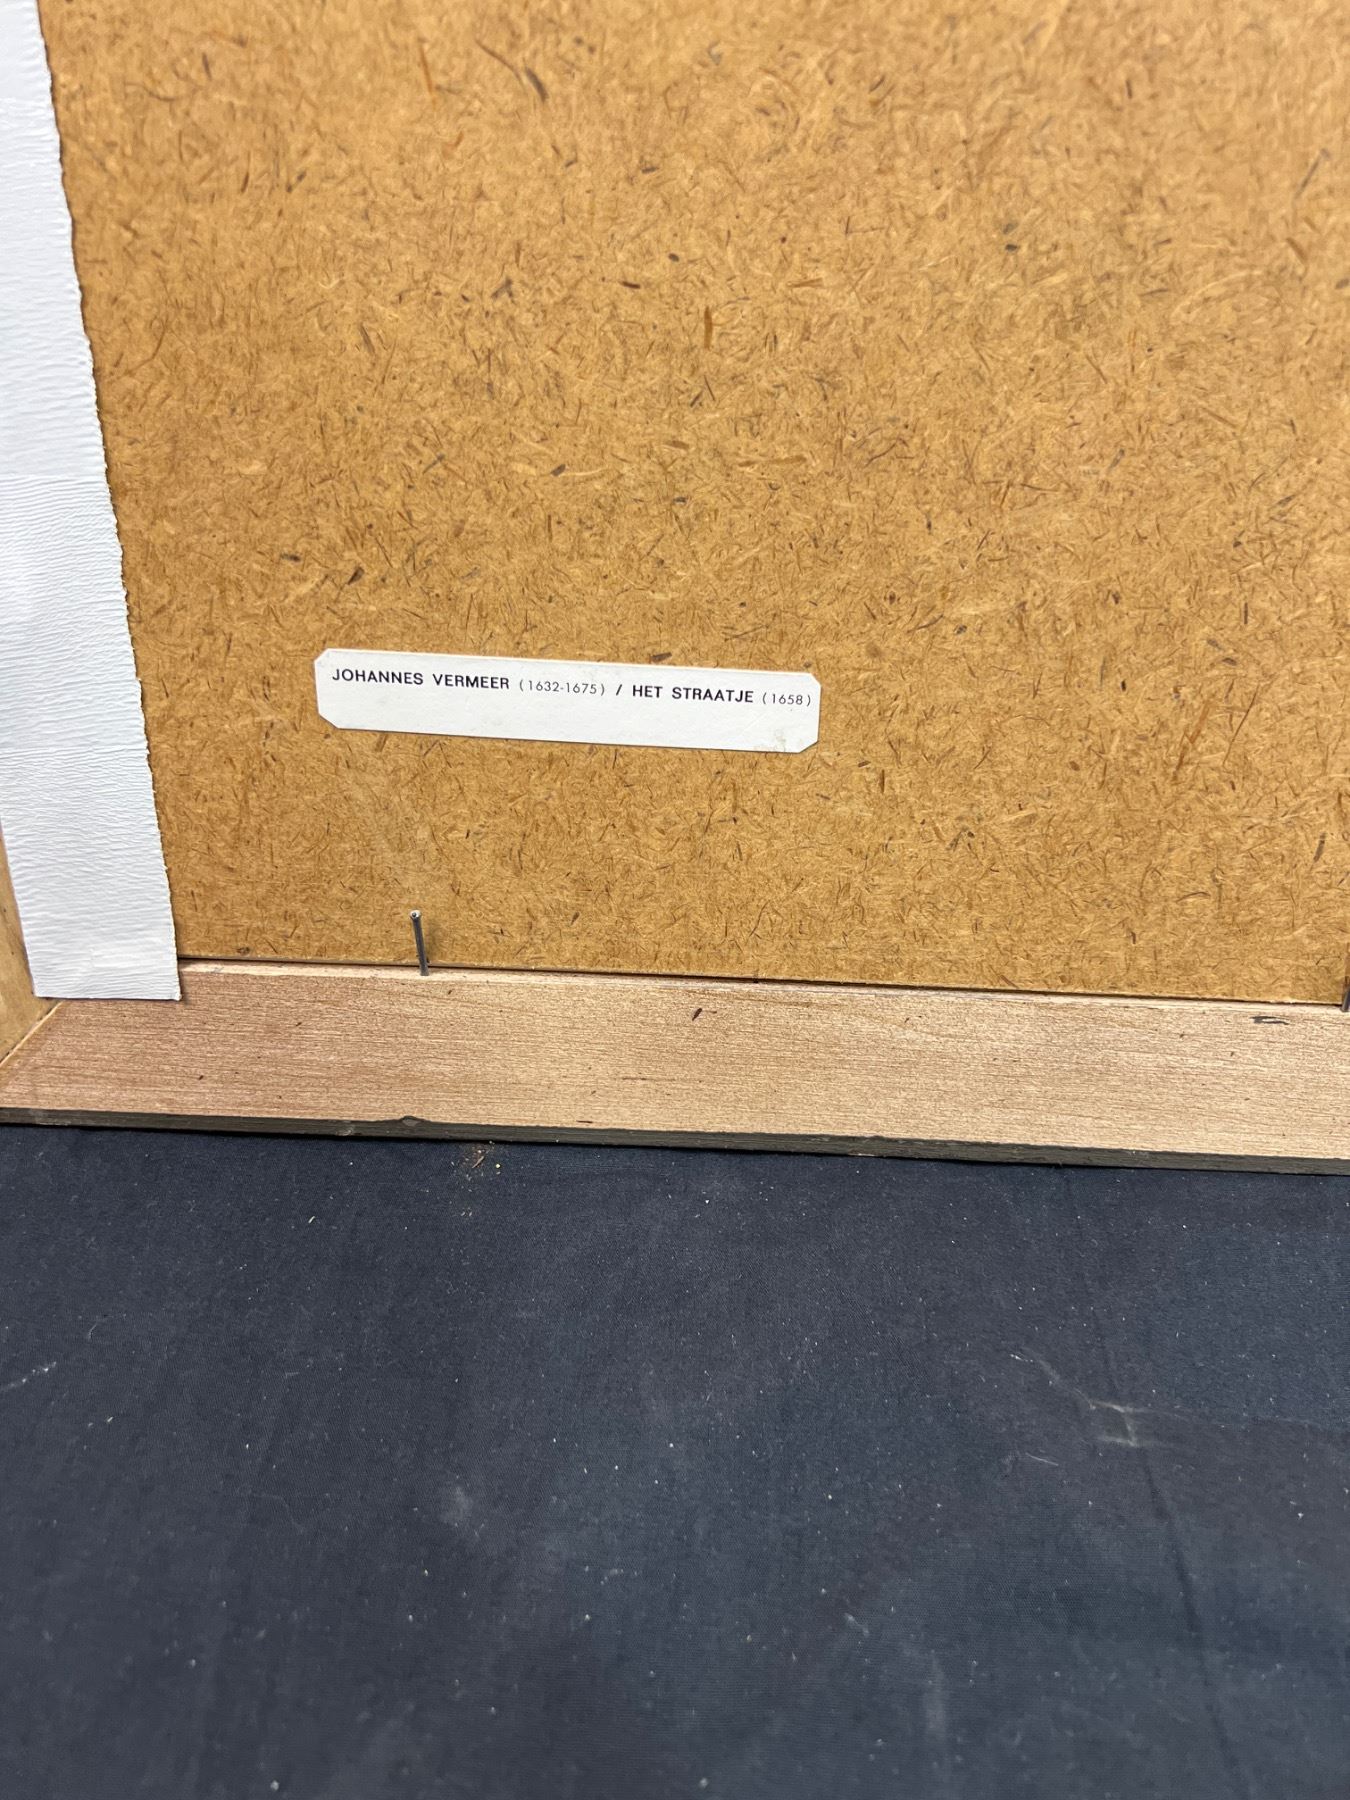 JOHANNES VERMEER (1632-1675) / HET STRAATJE (1658)